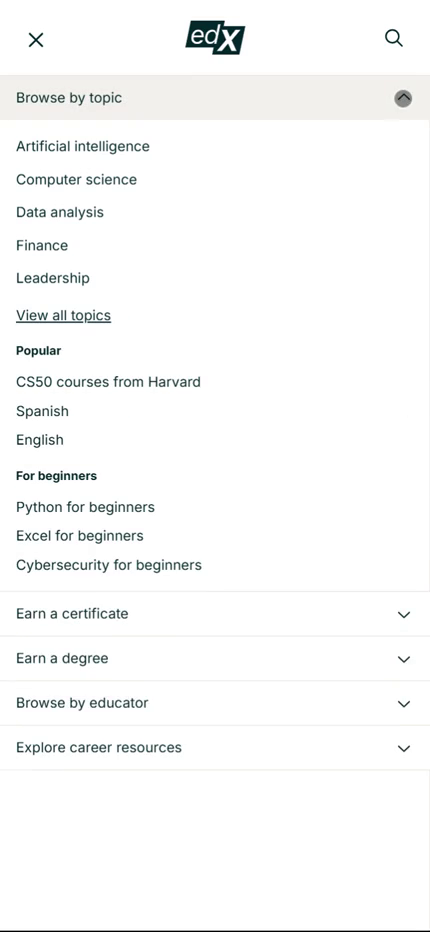 edX
Browse by topic
Artificial intelligence
Computer science
Data analysis
Finance
Leadership
View all topics
Popular
CS50 courses from Harvard
Spanish
English
For beginners
Python for beginners
Excel for beginners
Cybersecurity for beginners
Earn a certificate
Earn a degree
Browse by educator
Explore career resources